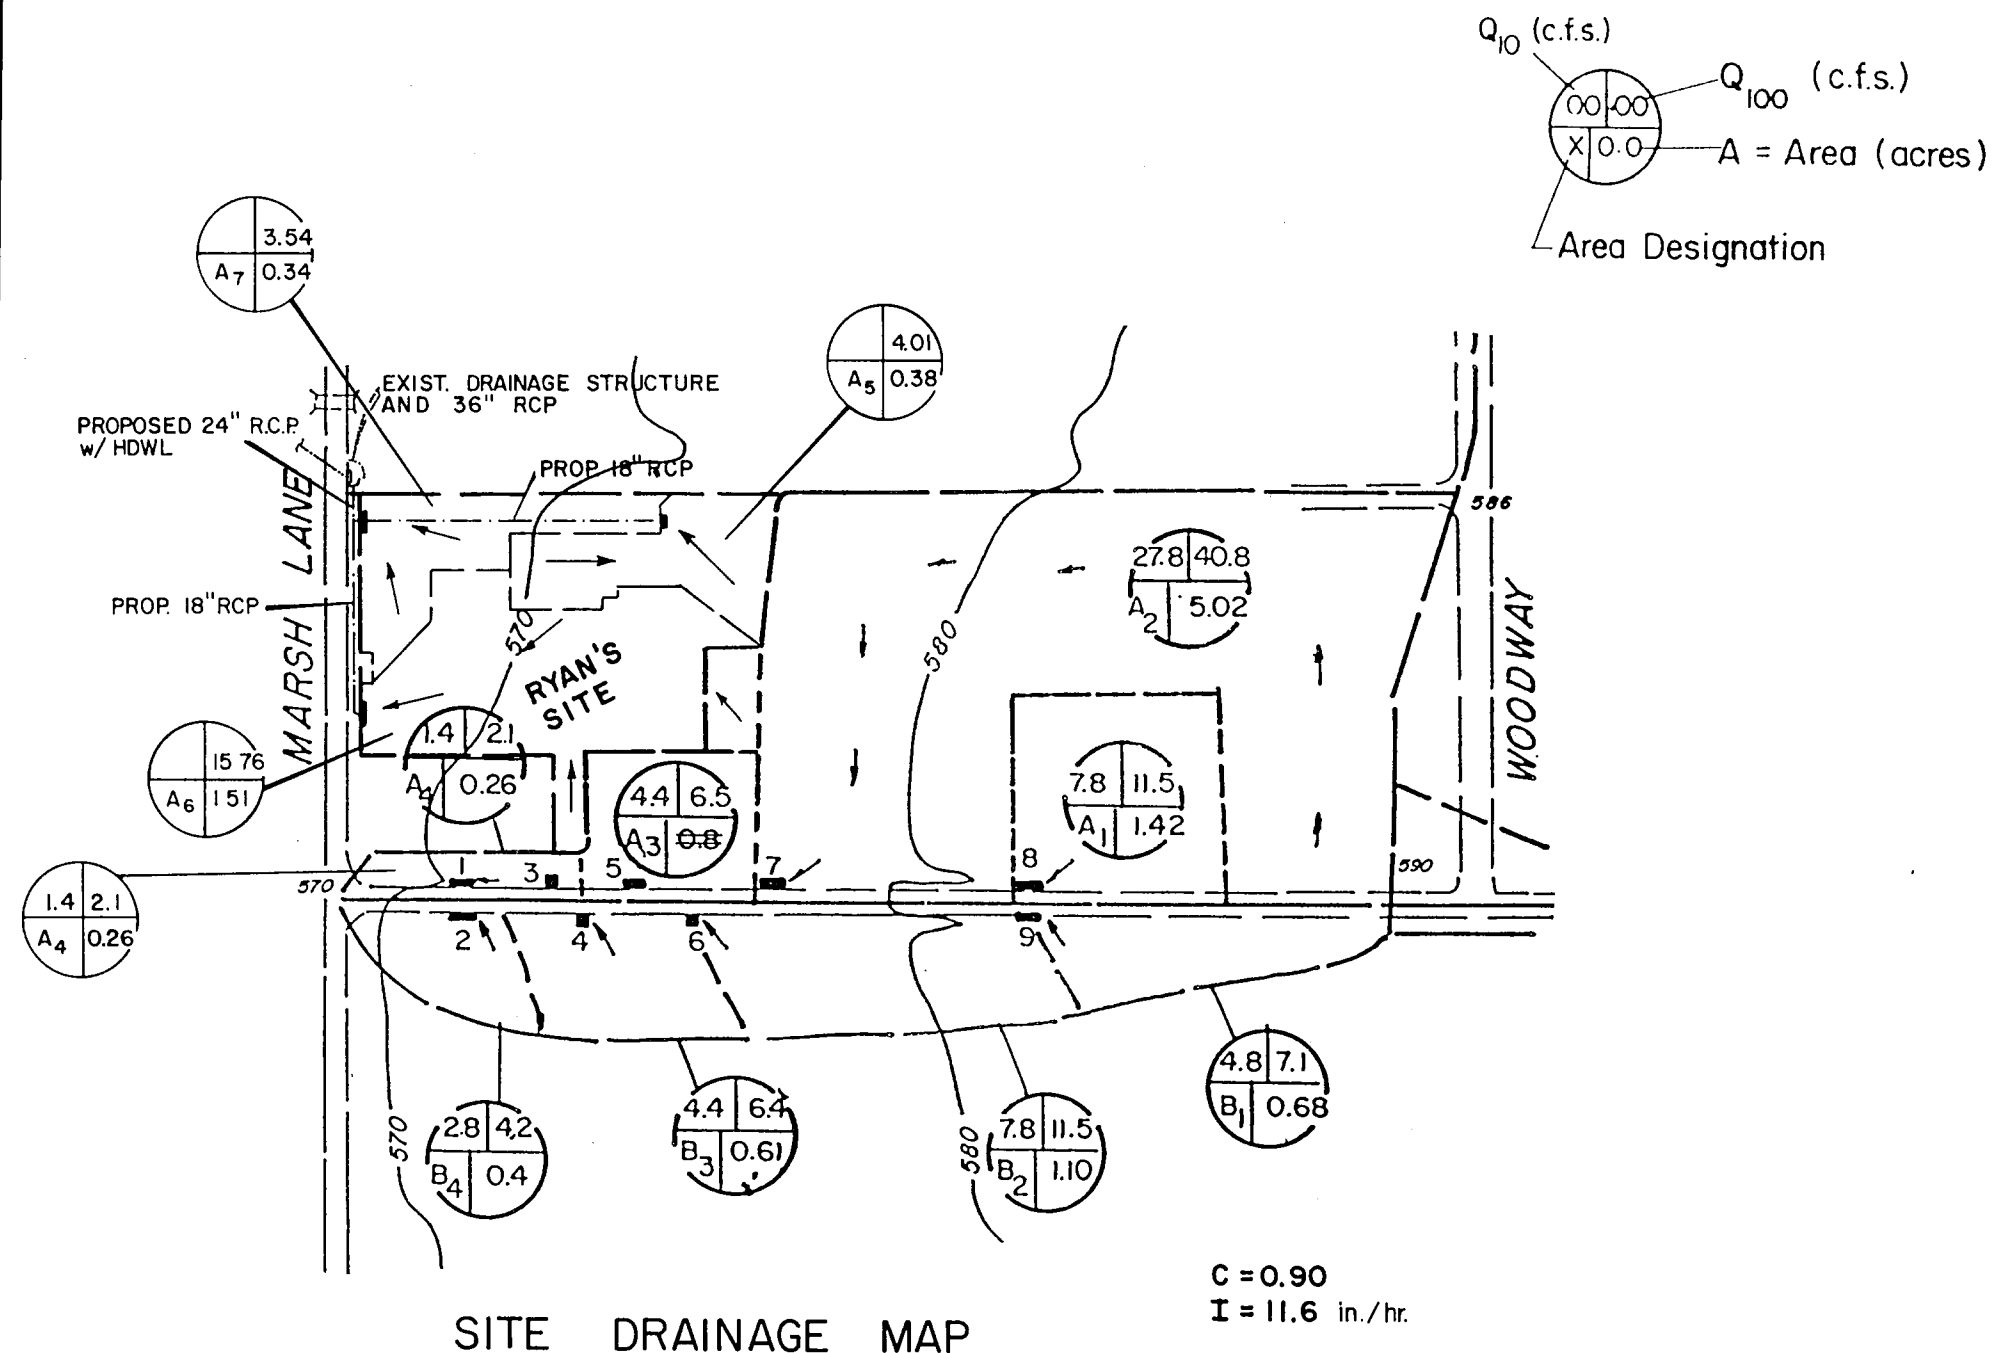 Q10 (c.f.s.)
00 .00
Q100 (c.f.s.)
X 0.0
A = Area (acres)
Area Designation
3.54
A7 0.34
4.01
A5 0.38
EXIST. DRAINAGE STRUCTURE
AND 36" RCP
PROPOSED 24" R.C.P.
w/ HDWL
PROP. 18" RCP
586
27.8 40.8
A2 5.02
PROP. 18" RCP
MARSH LANE
570
580
RYAN'S
SITE
WOODWAY
1.4 2.1
A4 0.26
15 76
A6 1.51
4.4 6.5
A3 0.8
7.8 11.5
A1 1.42
570
1
3
5
7
8
590
1.4 2.1
A4 0.26
2
4
6
9
4.8 7.1
B1 0.68
570
2.8 4.2
B4 0.4
4.4 6.4
B3 0.61
580
7.8 11.5
B2 1.10
C = 0.90
I = 11.6 in./hr.
SITE DRAINAGE MAP